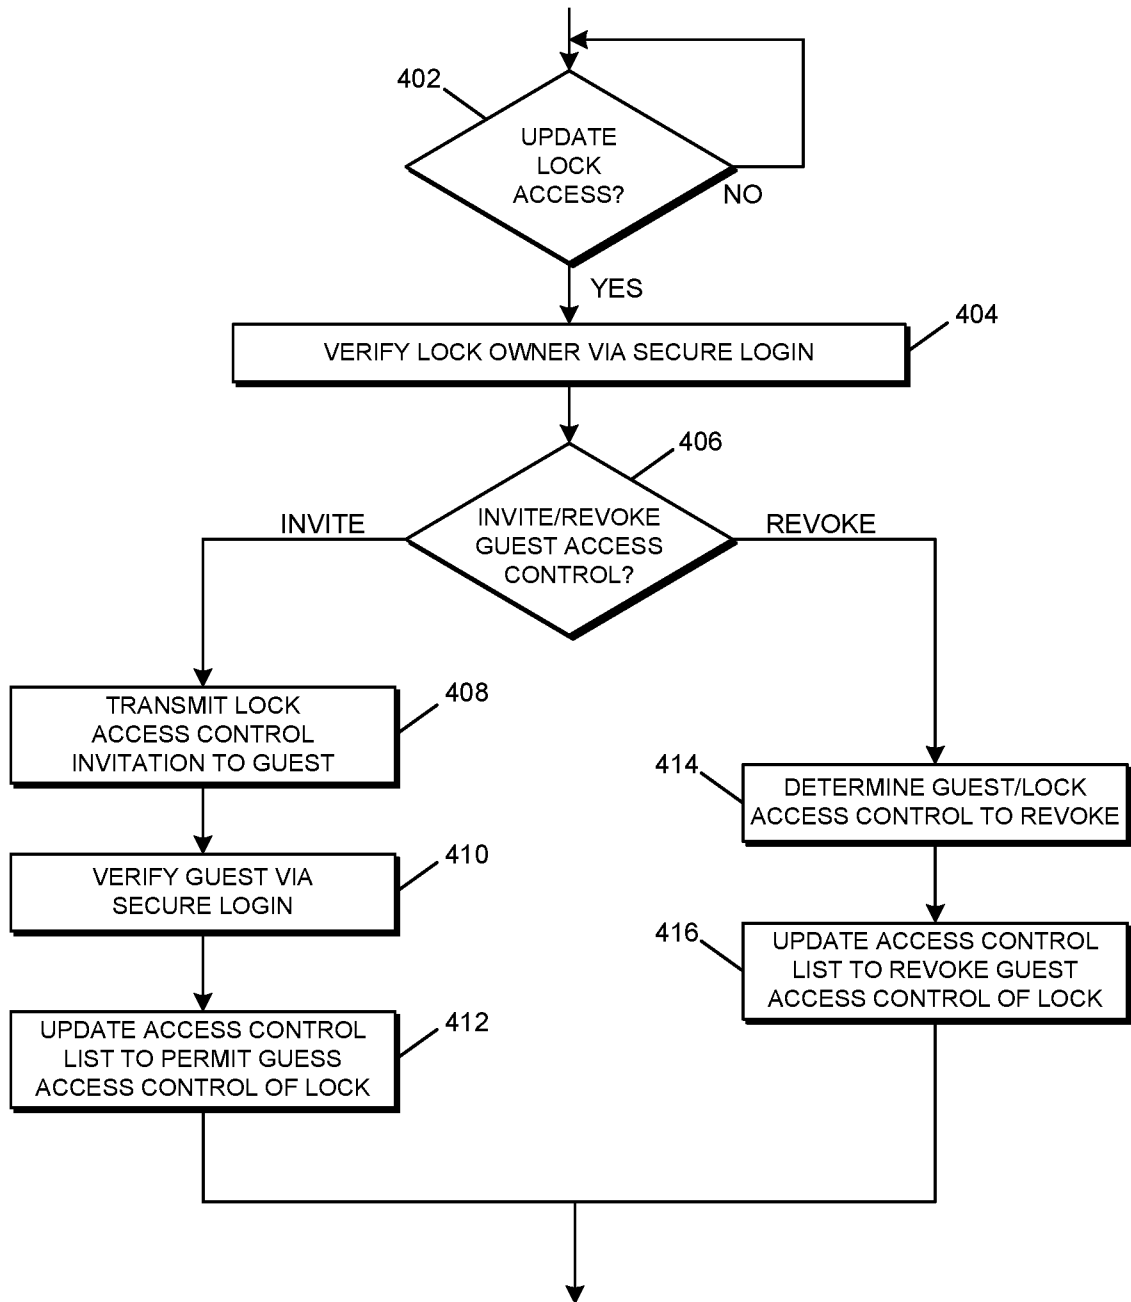 402
UPDATE
LOCK
ACCESS?
NO
YES
404
VERIFY LOCK OWNER VIA SECURE LOGIN
406
INVITE
INVITE/REVOKE
GUEST ACCESS
CONTROL?
REVOKE
408
TRANSMIT LOCK
ACCESS CONTROL
INVITATION TO GUEST
410
VERIFY GUEST VIA
SECURE LOGIN
412
UPDATE ACCESS CONTROL
LIST TO PERMIT GUESS
ACCESS CONTROL OF LOCK
414
DETERMINE GUEST/LOCK
ACCESS CONTROL TO REVOKE
416
UPDATE ACCESS CONTROL
LIST TO REVOKE GUEST
ACCESS CONTROL OF LOCK